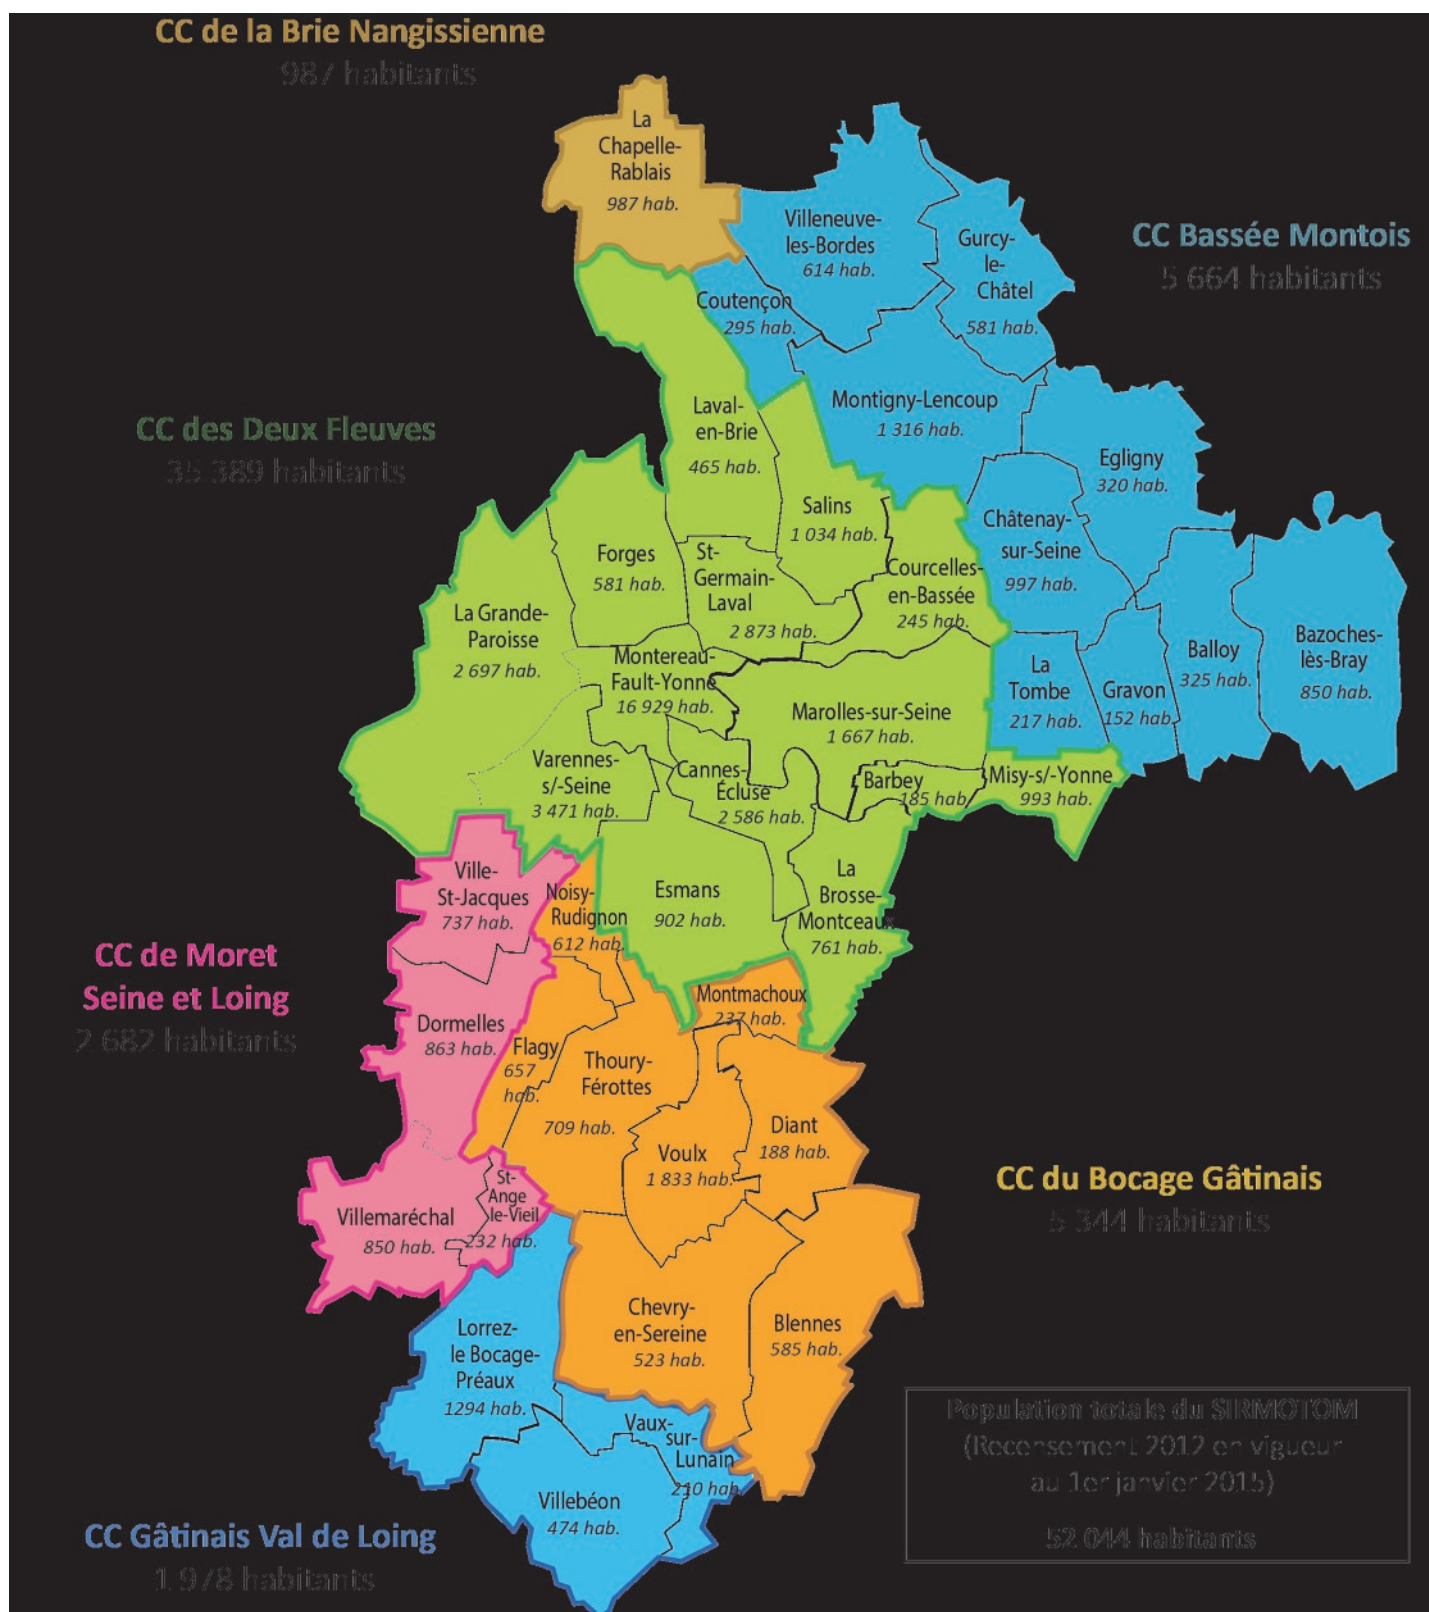 CC de la Brie Nangissienne
987 habitants
La
Chapelle-
Rablais
987 hab.
Villeneuve-
les-Bordes
614 hab.
Gurcy-
le-
Châtel
581 hab.
CC Bassée Montois
5 664 habitants
Coutençon
295 hab.
Montigny-Lencoup
1 316 hab.
CC des Deux Fleuves
35 389 habitants
Laval-
en-Brie
465 hab.
Egligny
320 hab.
Salins
1 034 hab.
Châtenay-
sur-Seine
997 hab.
Forges
581 hab.
St-
Germain-
Laval
2 873 hab.
Courcelles-
en-Bassée
245 hab.
La Grande-
Paroisse
2 697 hab.
Montereau-
Fault-Yonne
16 929 hab.
La
Tombe
217 hab.
Gravon
152 hab.
Balloy
325 hab.
Bazoches-
lès-Bray
850 hab.
Marolles-sur-Seine
1 667 hab.
Varennes-
s/-Seine
3 471 hab.
Cannes-
Écluse
2 586 hab.
Barbey
185 hab.
Misy-s/-Yonne
993 hab.
Ville-
St-Jacques
737 hab.
Noisy-
Rudignon
612 hab.
Esmans
902 hab.
La
Brosse-
Montceaux
761 hab.
CC de Moret
Seine et Loing
2 682 habitants
Montmachoux
237 hab.
Dormelles
863 hab.
Flagy
657
hab.
Thoury-
Férottes
709 hab.
Diant
188 hab.
Voulx
1 833 hab.
CC du Bocage Gâtinais
5 344 habitants
St-
Ange
le-Vieil
232 hab.
Villemaréchal
850 hab.
Chevry-
en-Sereine
523 hab.
Blennes
585 hab.
Lorrez-
le Bocage-
Préaux
1294 hab.
Vaux-
sur-
Lunain
210 hab.
Villebéon
474 hab.
CC Gâtinais Val de Loing
1 978 habitants
Population totale du SIRMOTOM
(Recensement 2012 en vigueur
au 1er janvier 2015)
52 044 habitants